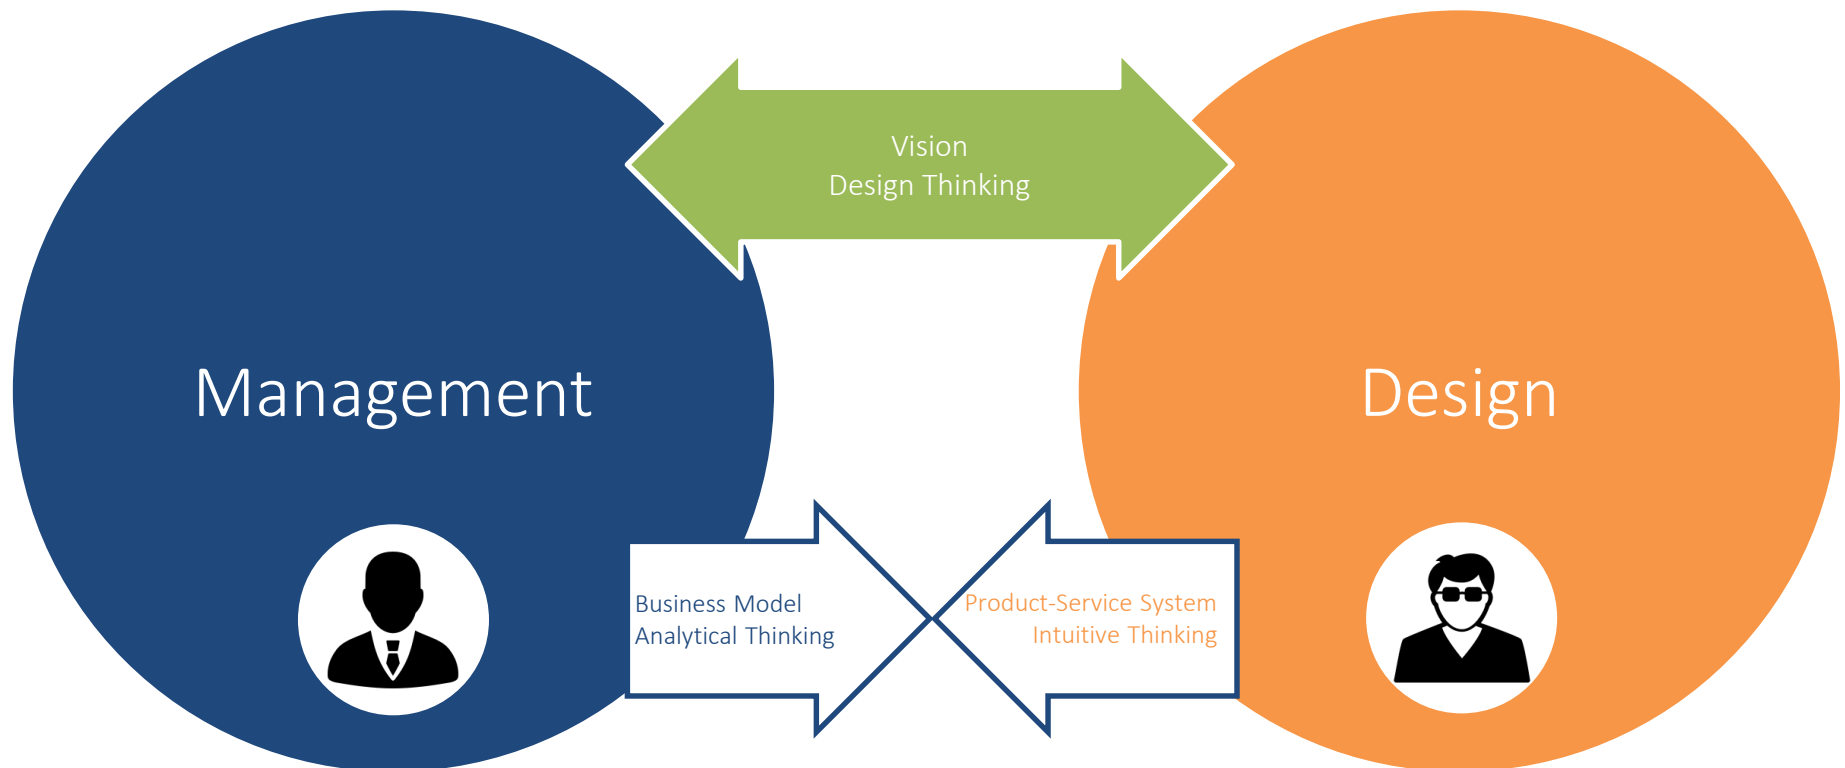 Vision
Design Thinking
Management
Design
Business Model
Analytical Thinking
Product-Service System
Intuitive Thinking